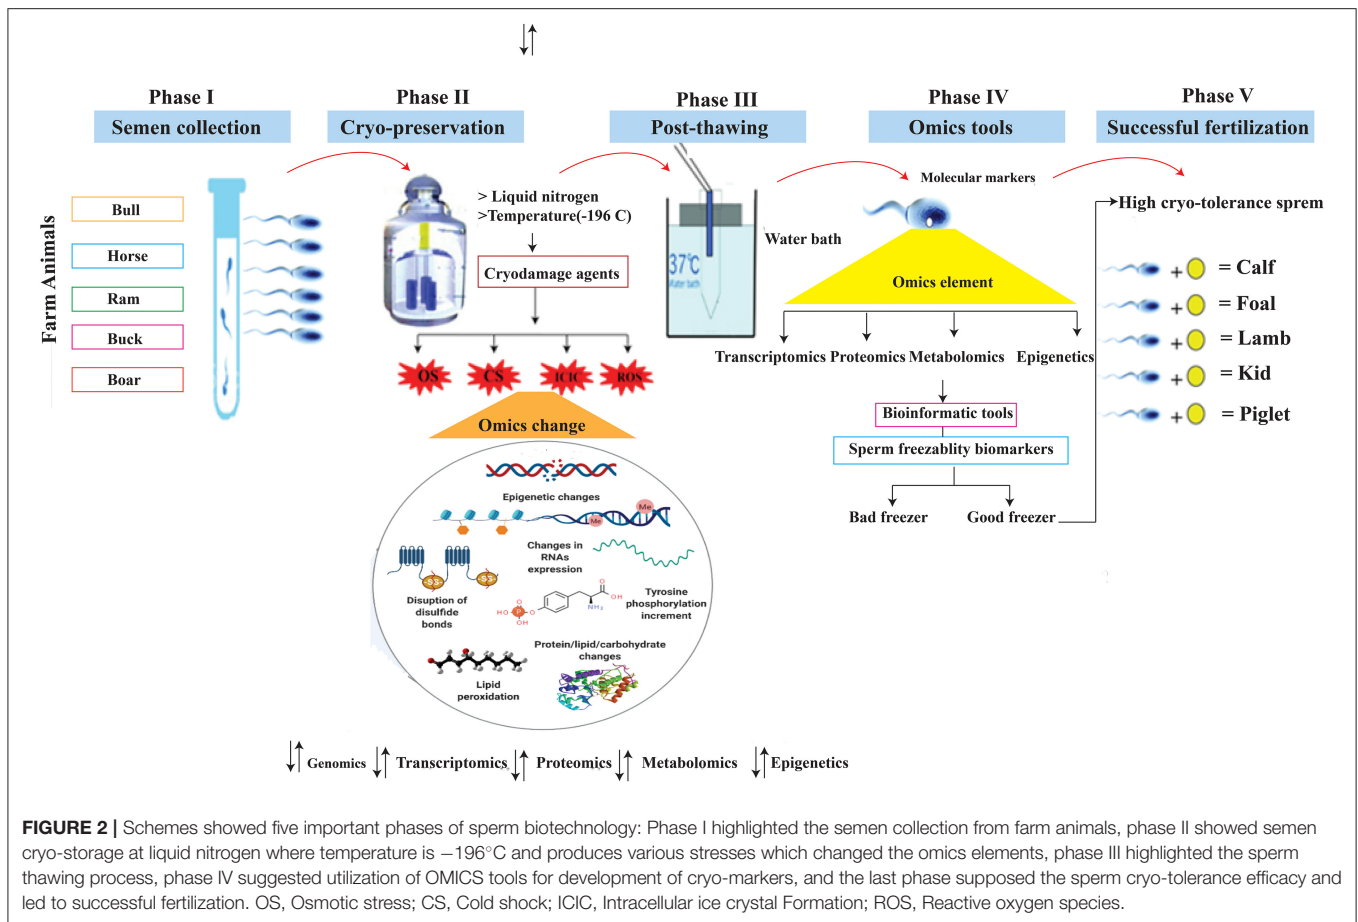 Phase I
Semen collection
Phase II
Cryo-preservation
Phase III
Post-thawing
Phase IV
Omics tools
Phase V
Successful fertilization
Farm Animals
Bull
Horse
Ram
Buck
Boar
> Liquid nitrogen
>Temperature(-196 C)
Cryodamage agents
OS
CS
ICIC
ROS
Omics change
Epigenetic changes
Me
Me
Changes in
RNAs
expression
-S3-
-S3-
Disuption of
disulfide
bonds
HO
O
P
OH
O
O
OH
NH₂
Tyrosine
phosphorylation
increment
Protein/lipid/carbohydrate
changes
Lipid
peroxidation
Genomics
Transcriptomics
Proteomics
Metabolomics
Epigenetics
37°C
Water bath
Water bath
Molecular markers
Omics element
Transcriptomics
Proteomics
Metabolomics
Epigenetics
Bioinformatic tools
Sperm freezablity biomarkers
Bad freezer
Good freezer
High cryo-tolerance sprem
+ = Calf
+ = Foal
+ = Lamb
+ = Kid
+ = Piglet
FIGURE 2 | Schemes showed five important phases of sperm biotechnology: Phase I highlighted the semen collection from farm animals, phase II showed semen
cryo-storage at liquid nitrogen where temperature is −196°C and produces various stresses which changed the omics elements, phase III highlighted the sperm
thawing process, phase IV suggested utilization of OMICS tools for development of cryo-markers, and the last phase supposed the sperm cryo-tolerance efficacy and
led to successful fertilization. OS, Osmotic stress; CS, Cold shock; ICIC, Intracellular ice crystal Formation; ROS, Reactive oxygen species.